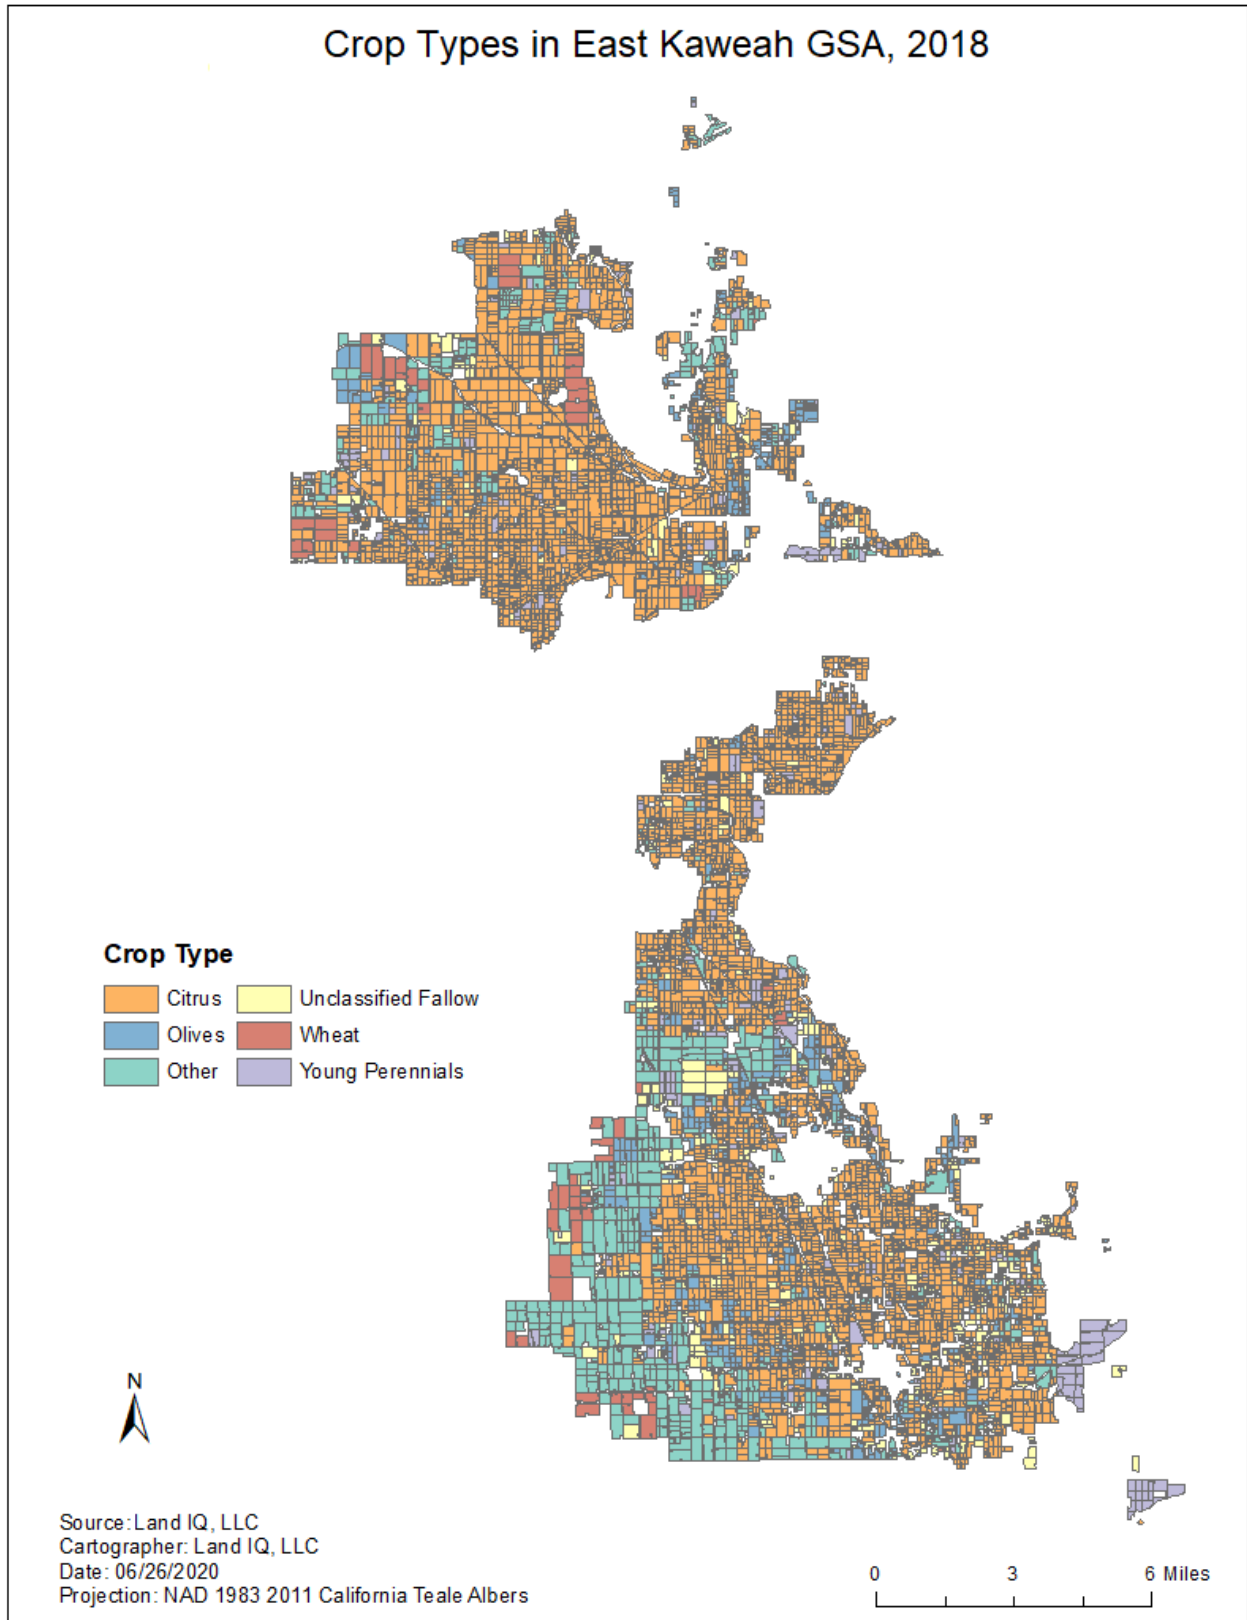 Crop Types in East Kaweah GSA, 2018
Crop Type
Citrus
Unclassified Fallow
Olives
Wheat
Other
Young Perennials
N
Source: Land IQ, LLC
Cartographer: Land IQ, LLC
Date: 06/26/2020
Projection: NAD 1983 2011 California Teale Albers
0 3 6 Miles